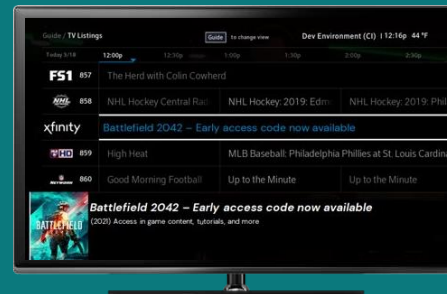 Guide / TV Listings
Guide to change view
Dev Environment (CI) | 12:16p 44 °F
Today 3/18 12:00p 12:30p 1:00p 1:30p 2:00p 2:30p
FS1 857 The Herd with Colin Cowherd
NHL 858 NHL Hockey Central Rad NHL Hockey: 2019: Edm NHL Hockey: 2019: Phil
xfinity Battlefield 2042 – Early access code now available
HD 859 High Heat MLB Baseball: Philadelphia Phillies at St. Louis Cardina
NETWORK 860 Good Morning Football Up to the Minute Up to the Minute
BATTLEFIELD
Battlefield 2042 – Early access code now available
(2021) Access in game content, tutorials, and more